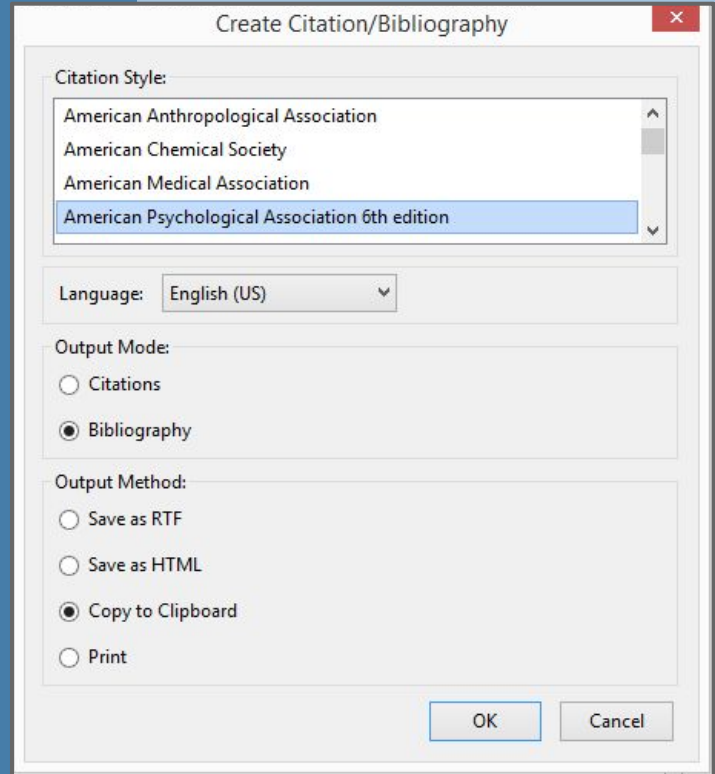 Create Citation/Bibliography
Citation Style:
American Anthropological Association
American Chemical Society
American Medical Association
American Psychological Association 6th edition
Language: English (US)
Output Mode:
Citations
Bibliography
Output Method:
Save as RTF
Save as HTML
Copy to Clipboard
Print
OK Cancel